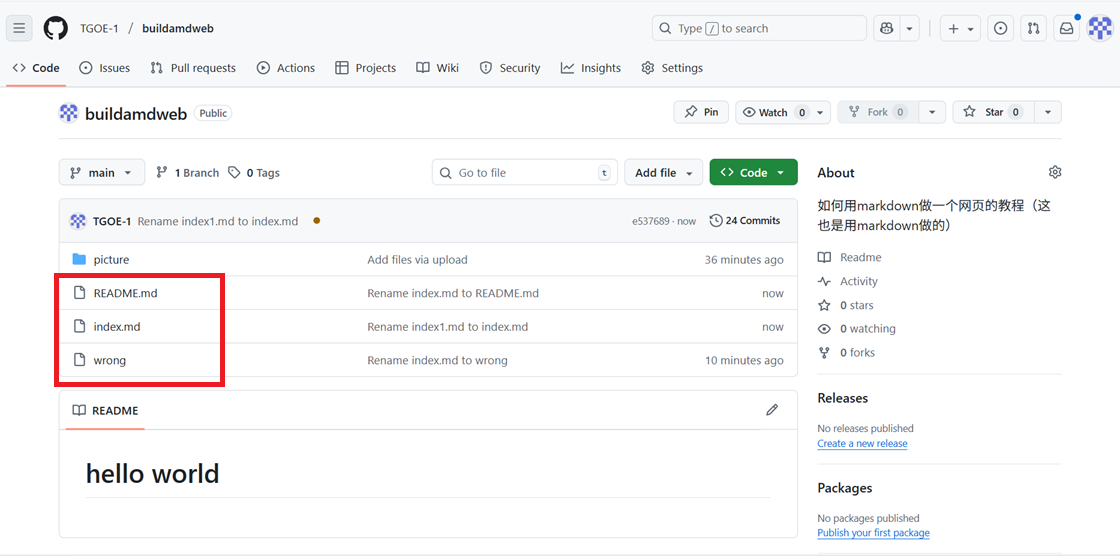 TGOE-1 / buildamdweb
Type / to search
Code Issues Pull requests Actions Projects Wiki Security Insights Settings
buildamdweb Public
Pin Watch 0 Fork 0 Star 0
main 1 Branch 0 Tags
Go to file t Add file Code
TGOE-1 Rename index1.md to index.md e537689 · now 24 Commits
picture Add files via upload 36 minutes ago
README.md Rename index.md to README.md now
index.md Rename index1.md to index.md now
wrong Rename index.md to wrong 10 minutes ago
README
hello world
About
如何用markdown做一个网页的教程（这
也是用markdown做的）
Readme
Activity
0 stars
0 watching
0 forks
Releases
No releases published
Create a new release
Packages
No packages published
Publish your first package